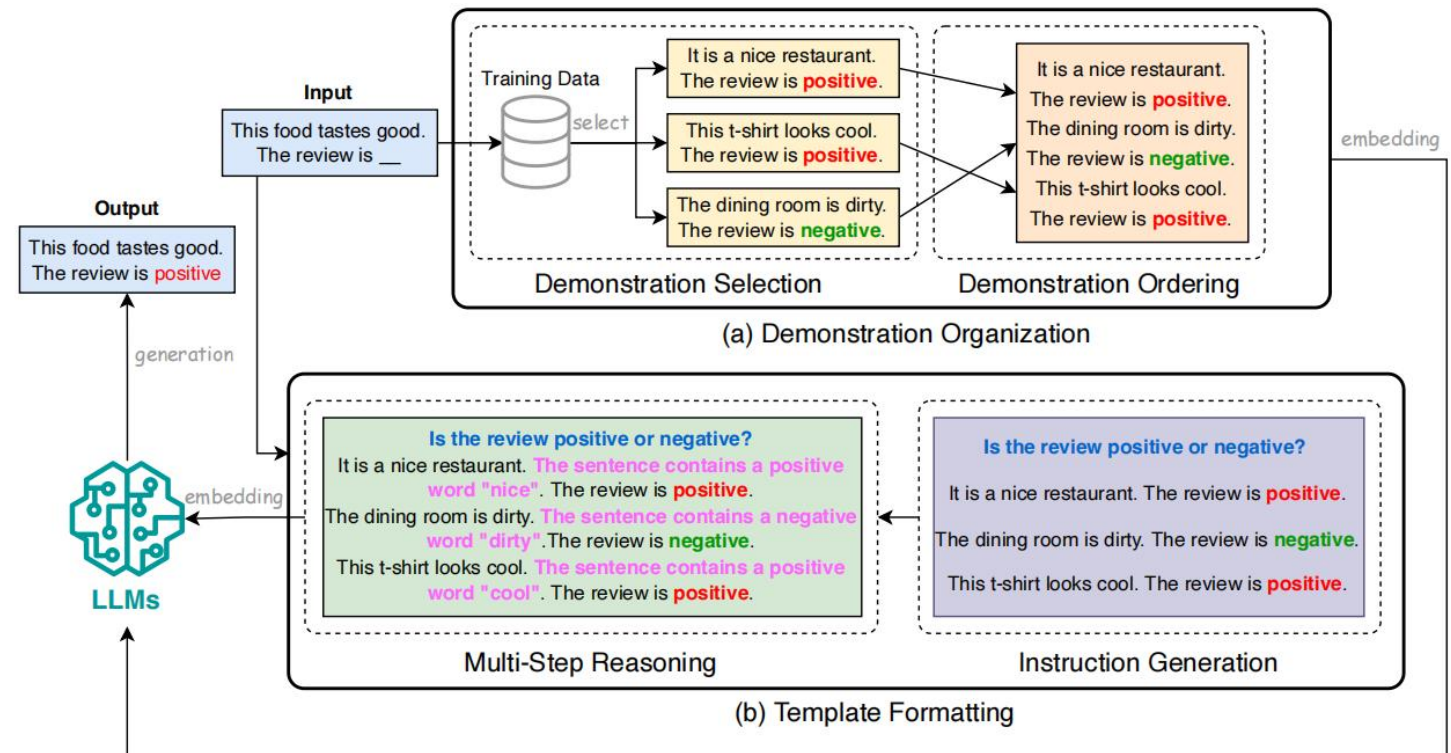 Input
This food tastes good.
The review is __
Output
This food tastes good.
The review is positive
generation
embedding
LLMs
Training Data
select
It is a nice restaurant.
The review is positive.
This t-shirt looks cool.
The review is positive.
The dining room is dirty.
The review is negative.
Demonstration Selection
It is a nice restaurant.
The review is positive.
The dining room is dirty.
The review is negative.
This t-shirt looks cool.
The review is positive.
Demonstration Ordering
embedding
(a) Demonstration Organization
Is the review positive or negative?
It is a nice restaurant. The sentence contains a positive
word "nice". The review is positive.
The dining room is dirty. The sentence contains a negative
word "dirty".The review is negative.
This t-shirt looks cool. The sentence contains a positive
word "cool". The review is positive.
Multi-Step Reasoning
Is the review positive or negative?
It is a nice restaurant. The review is positive.
The dining room is dirty. The review is negative.
This t-shirt looks cool. The review is positive.
Instruction Generation
(b) Template Formatting